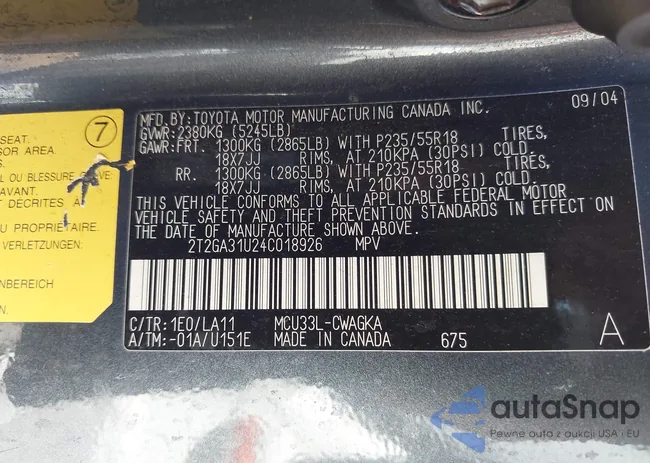 MFD.BY:TOYOTA MOTOR MANUFACTURING CANADA INC. 09/04
GVWR:2380KG (5245LB)
GAWR:FRT. 1300KG (2865LB) WITH P235/55R18 TIRES,
18X7JJ RIMS, AT 210KPA (30PSI) COLD.
RR. 1300KG (2865LB) WITH P235/55R18 TIRES,
18X7JJ RIMS, AT 210KPA (30PSI) COLD.
THIS VEHICLE CONFORMS TO ALL APPLICABLE FEDERAL MOTOR
VEHICLE SAFETY AND THEFT PREVENTION STANDARDS IN EFFECT ON
THE DATE OF MANUFACTURE SHOWN ABOVE.
2T2GA31U24C018926 MPV
C/TR:1E0/LA11 MCU33L-CWAGKA
A/TM:-01A/U151E MADE IN CANADA 675 A
7
SEAT.
SOR AREA.
OU BLESSURE GRAVE
AVANT.
T DÉCRITES À
U PROPRIETAIRE.
VERLETZUNGEN
NBEREICH
autaSnap
Pewne auta z aukcji USA i EU